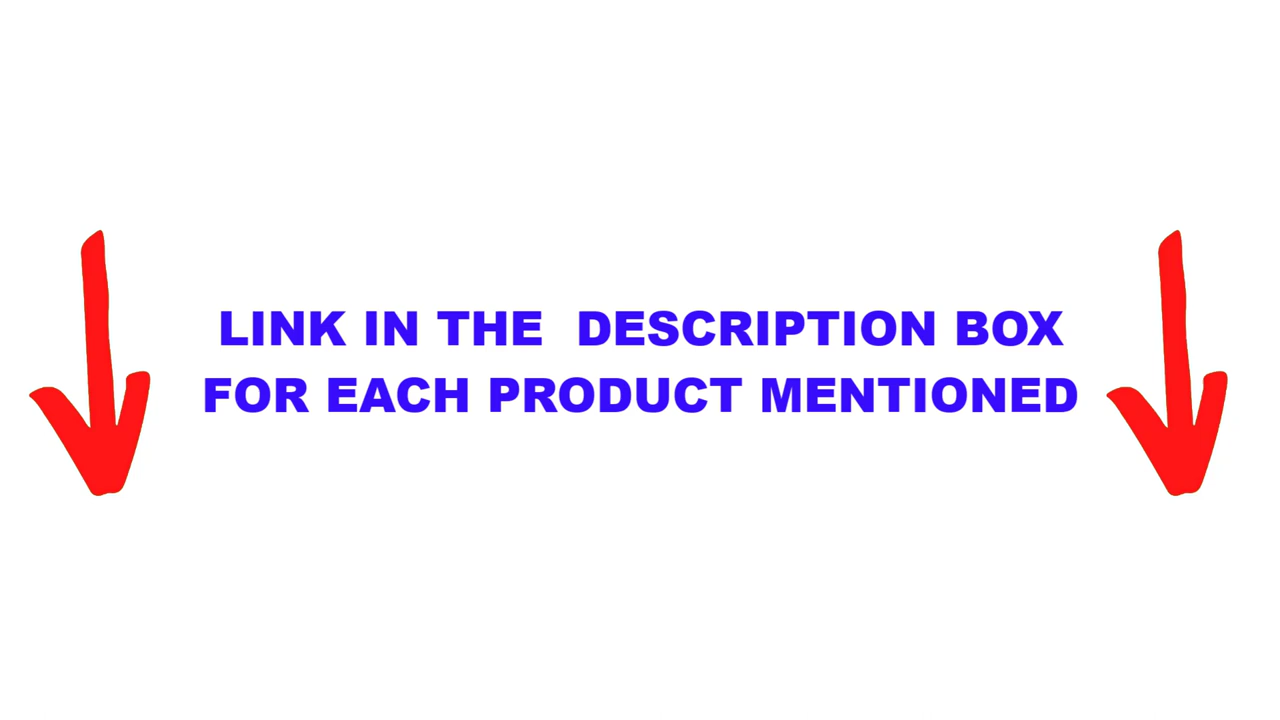 LINK IN THE  DESCRIPTION BOX
FOR EACH PRODUCT MENTIONED